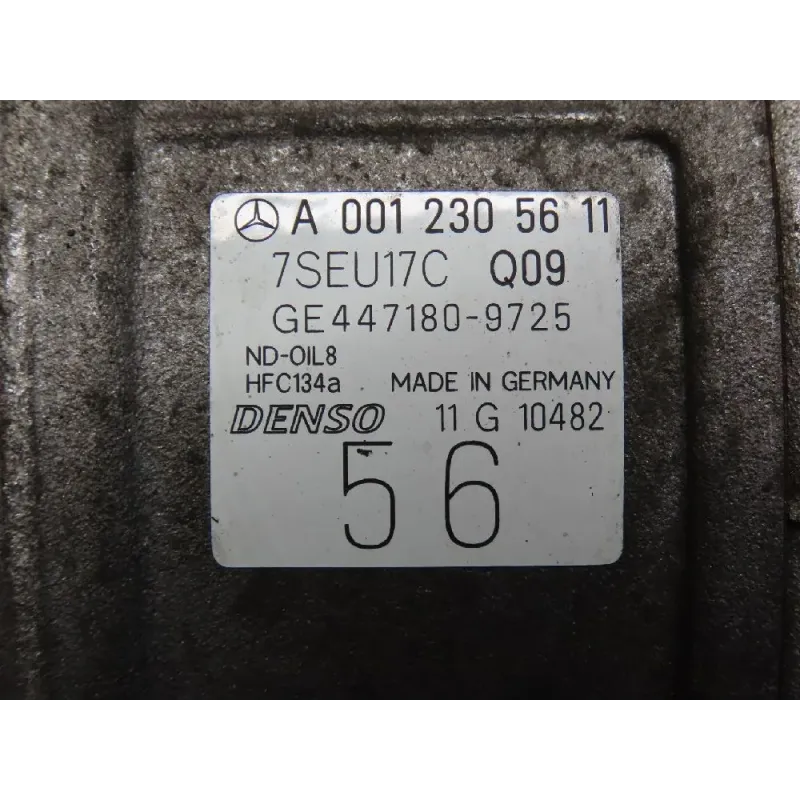 A 001 230 56 11
7SEU17C Q09
GE447180-9725
ND-OIL8
HFC134a MADE IN GERMANY
DENSO 11 G 10482
56